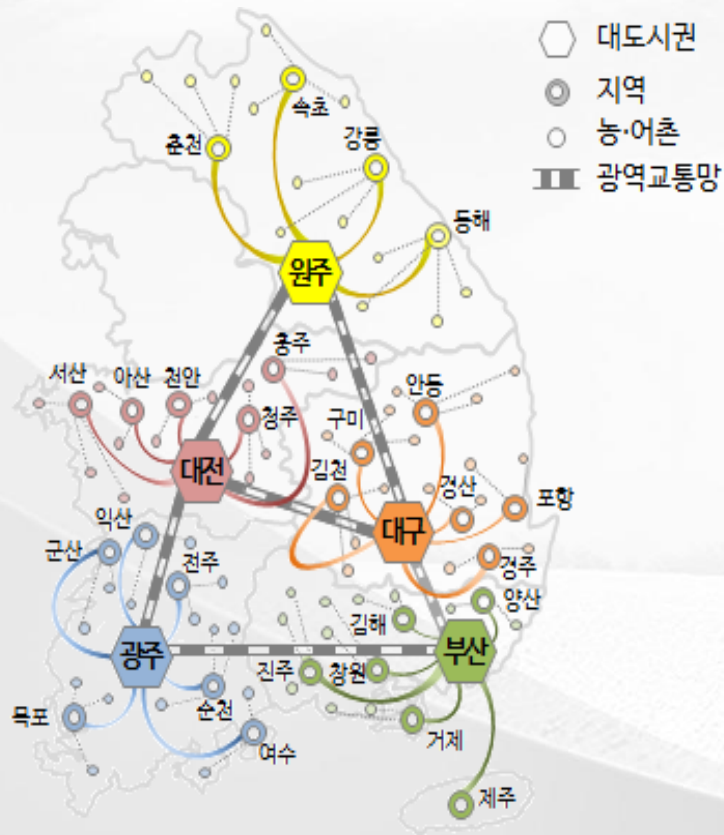 대도시권
지역
농·어촌
광역교통망
속초
춘천
강릉
동해
원주
충주
서산
아산
천안
청주
안동
구미
대전
김천
경산
포항
대구
익산
군산
전주
경주
양산
김해
광주
부산
진주
창원
순천
목포
여수
거제
제주